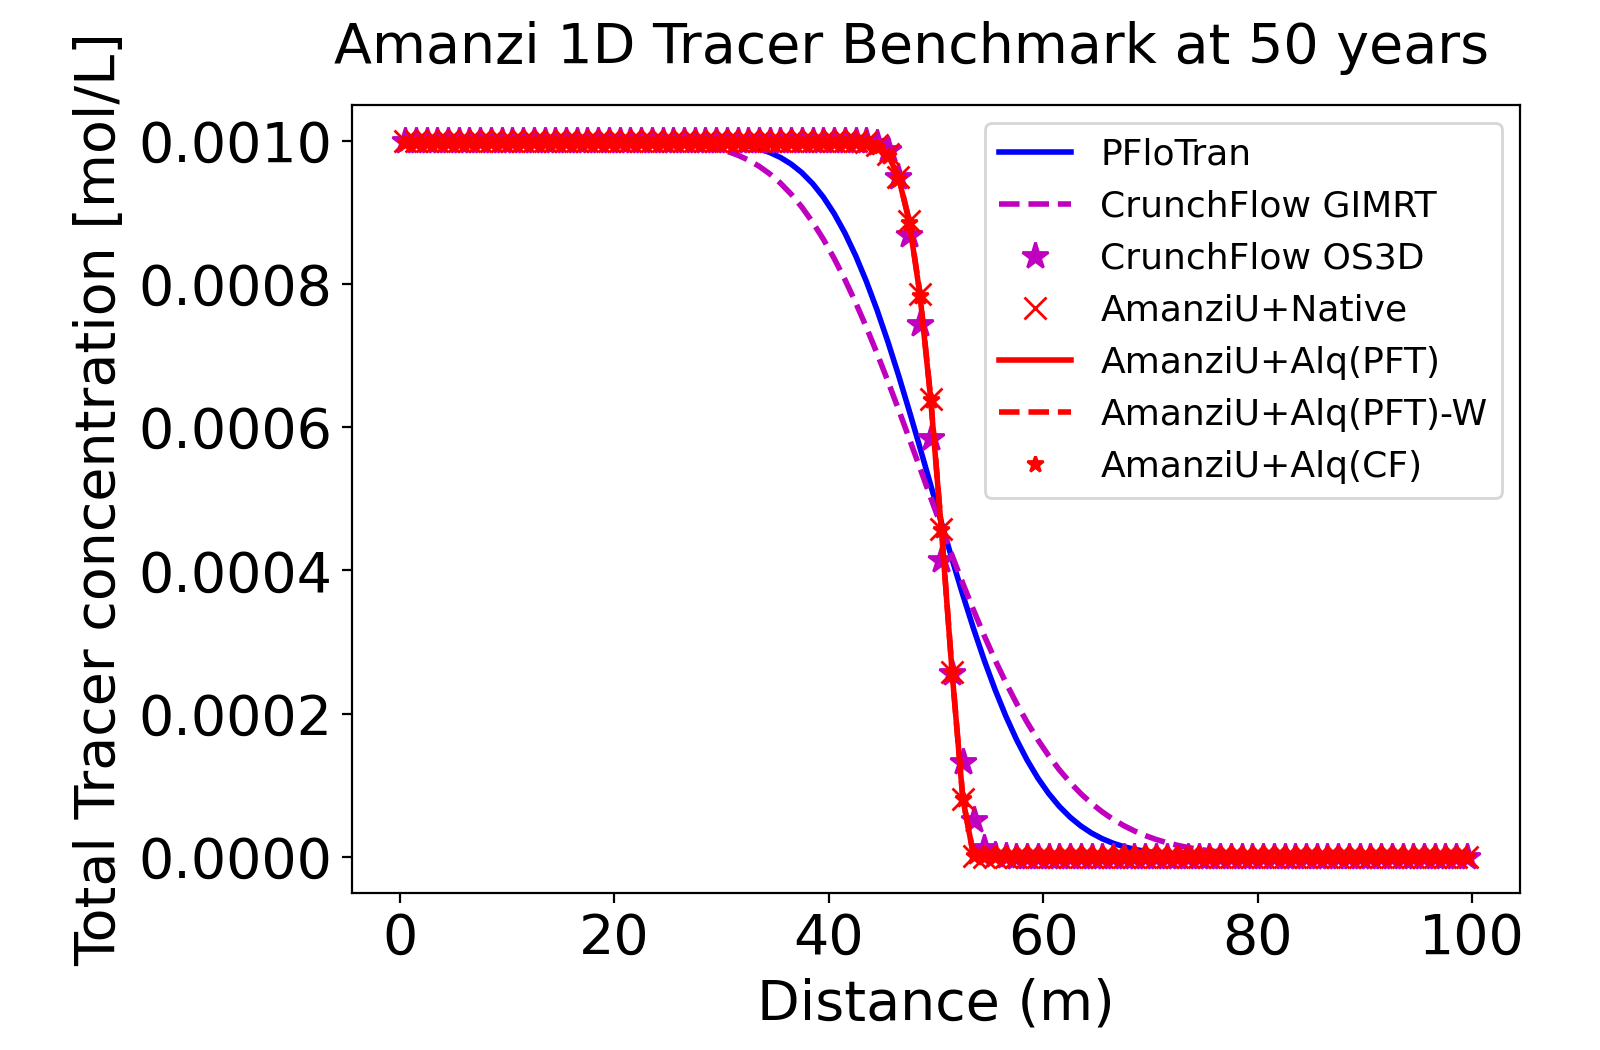 Amanzi 1D Tracer Benchmark at 50 years
Total Tracer concentration [mol/L]
0.0010
0.0008
0.0006
0.0004
0.0002
0.0000
PFloTran
CrunchFlow GIMRT
CrunchFlow OS3D
AmanziU+Native
AmanziU+Alq(PFT)
AmanziU+Alq(PFT)-W
AmanziU+Alq(CF)
0 20 40 60 80 100
Distance (m)